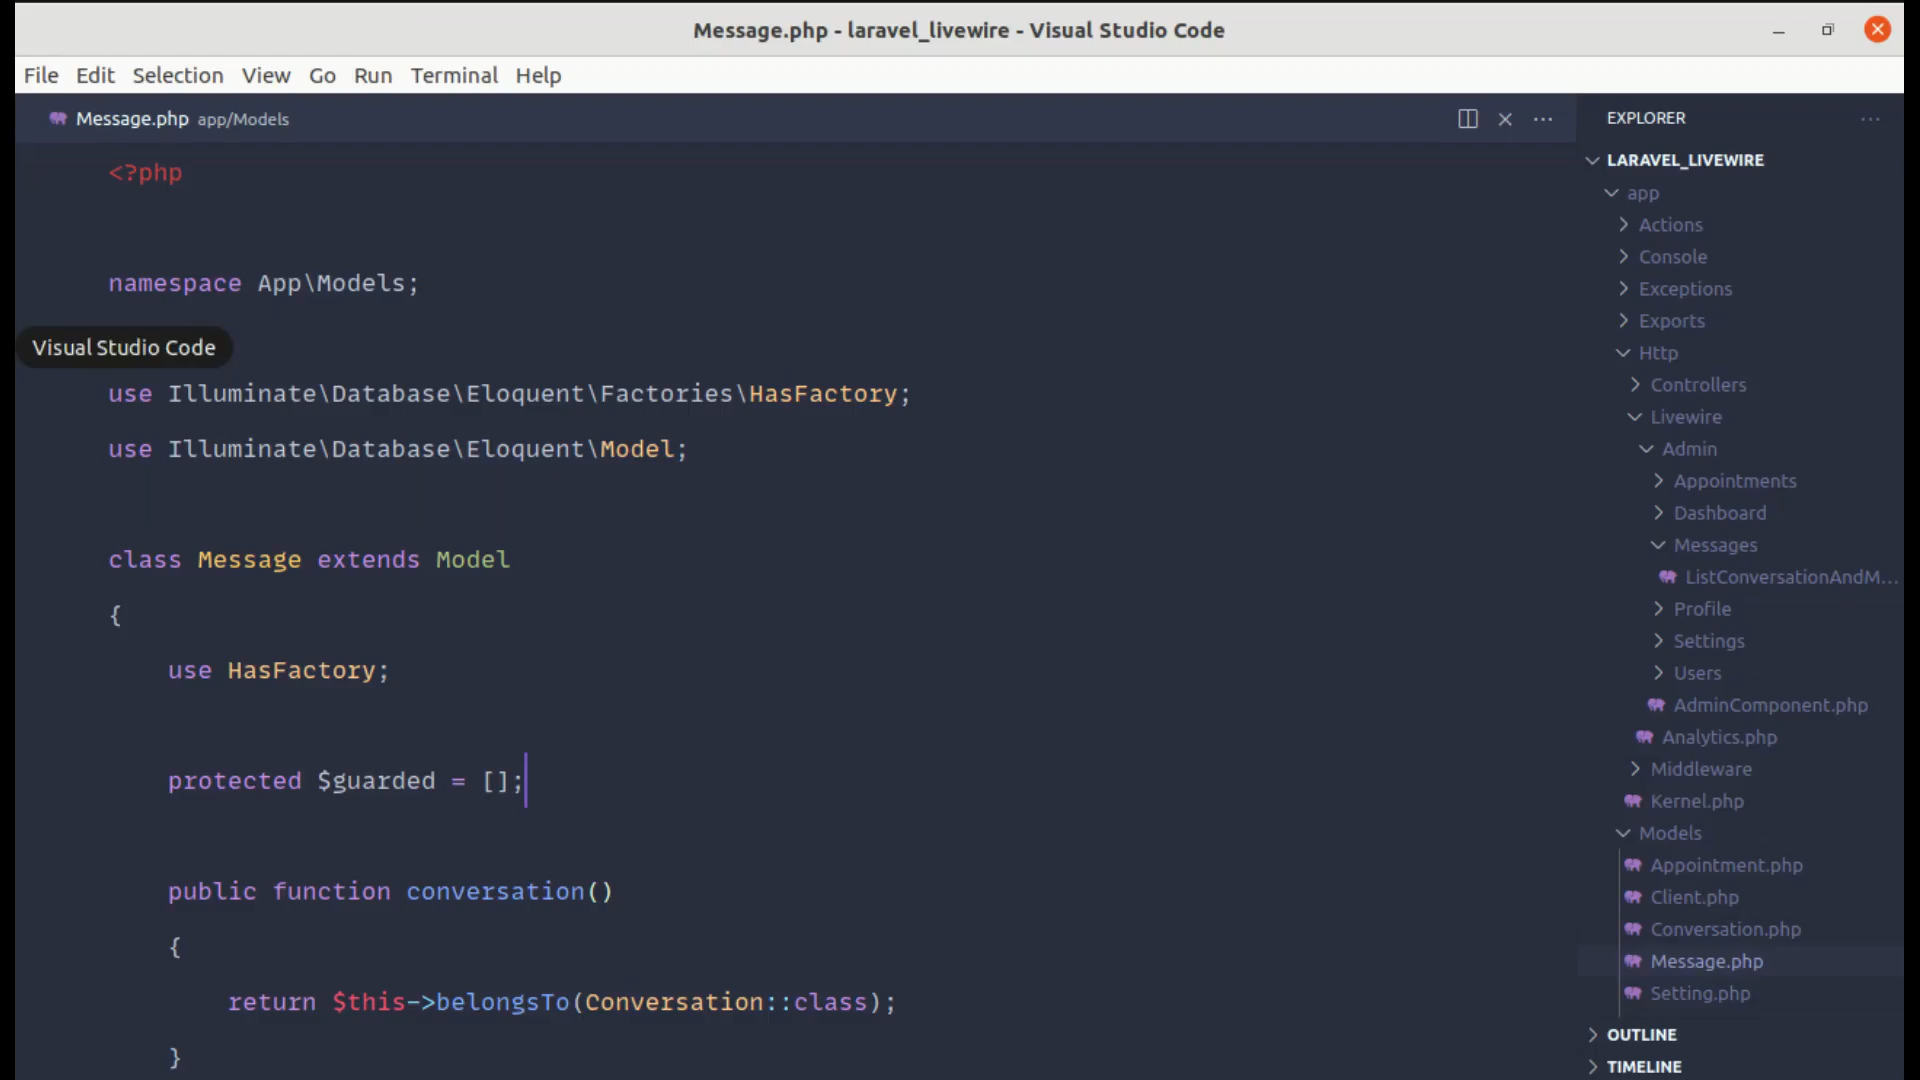 Message.php - laravel_livewire - Visual Studio Code
File Edit Selection View Go Run Terminal Help
Message.php app/Models
<?php
namespace App\Models;
Visual Studio Code
use Illuminate\Database\Eloquent\Factories\HasFactory;
use Illuminate\Database\Eloquent\Model;
class Message extends Model
{
use HasFactory;
protected $guarded = [];
public function conversation()
{
return $this->belongsTo(Conversation::class);
}
EXPLORER
LARAVEL_LIVEWIRE
app
Actions
Console
Exceptions
Exports
Http
Controllers
Livewire
Admin
Appointments
Dashboard
Messages
ListConversationAndM...
Profile
Settings
Users
AdminComponent.php
Analytics.php
Middleware
Kernel.php
Models
Appointment.php
Client.php
Conversation.php
Message.php
Setting.php
OUTLINE
TIMELINE